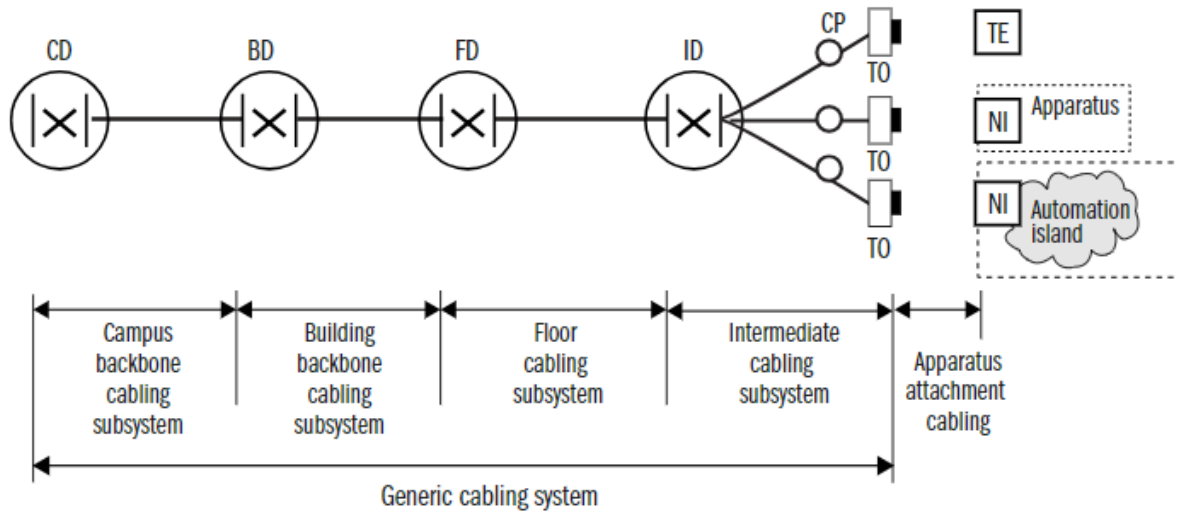 CD
BD
FD
ID
CP
TO
TE
TO
NI
Apparatus
TO
NI
Automation
island
Campus
backbone
cabling
subsystem
Building
backbone
cabling
subsystem
Floor
cabling
subsystem
Intermediate
cabling
subsystem
Apparatus
attachment
cabling
Generic cabling system